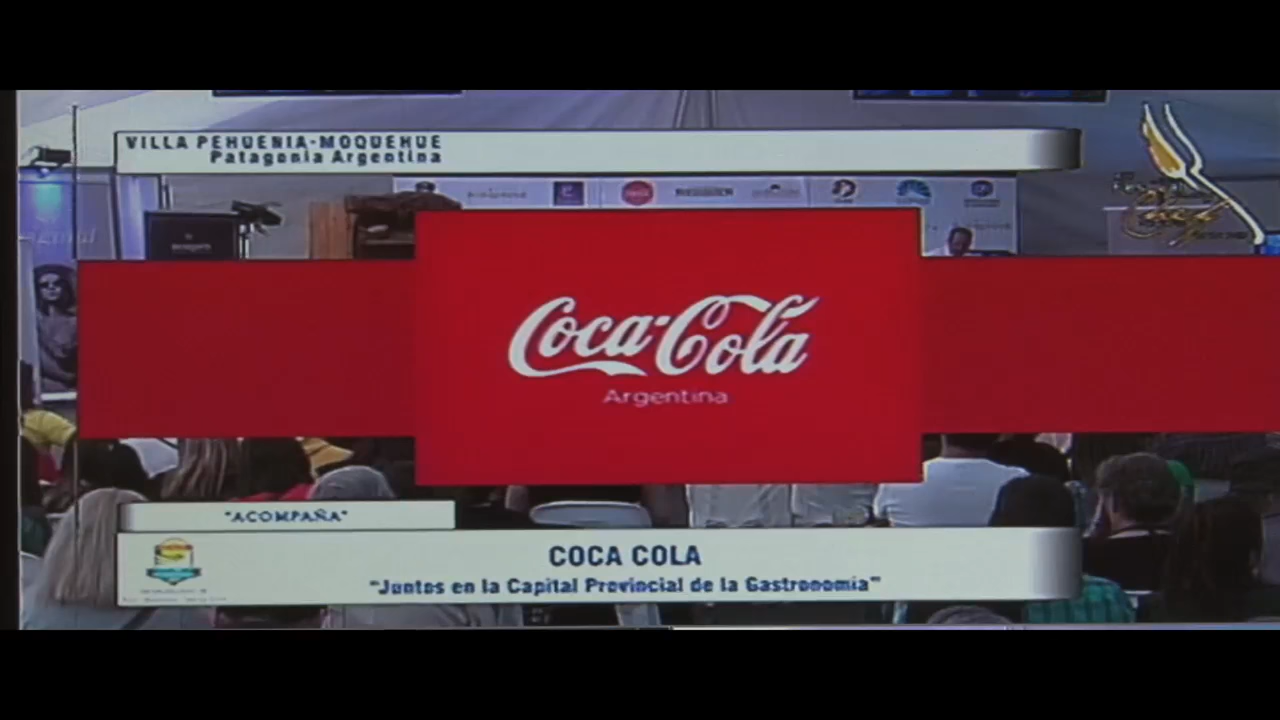 VILLA PEHUENIA-MOQUEHUE
Patagonia Argentina
Coca-Cola
Argentina
"ACOMPAÑA"
COCA COLA
"Juntos en la Capital Provincial de la Gastronomía"